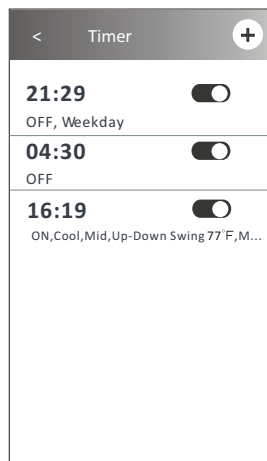 < Timer +
21:29
OFF, Weekday
04:30
OFF
16:19
ON,Cool,Mid,Up-Down Swing 77°F,M...